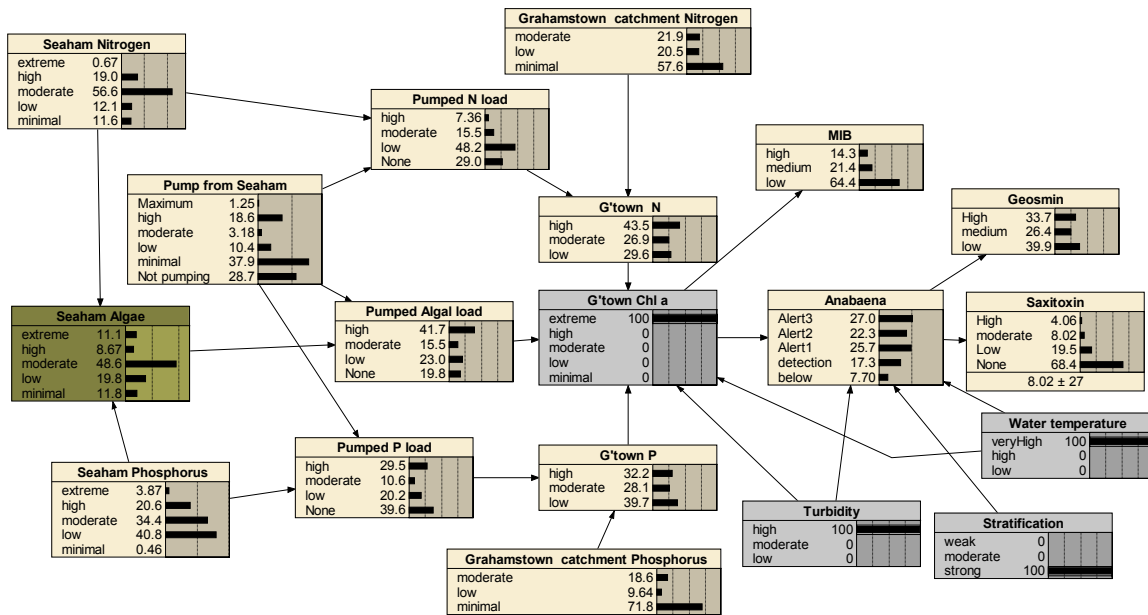 Grahamstown catchment Nitrogen
moderate 21.9
low 20.5
minimal 57.6
Seaham Nitrogen
extreme 0.67
high 19.0
moderate 56.6
low 12.1
minimal 11.6
Pumped N load
high 7.36
moderate 15.5
low 48.2
None 29.0
MIB
high 14.3
medium 21.4
low 64.4
Pump from Seaham
Maximum 1.25
high 18.6
moderate 3.18
low 10.4
minimal 37.9
Not pumping 28.7
G'town N
high 43.5
moderate 26.9
low 29.6
Geosmin
High 33.7
medium 26.4
low 39.9
Seaham Algae
extreme 11.1
high 8.67
moderate 48.6
low 19.8
minimal 11.8
Pumped Algal load
high 41.7
moderate 15.5
low 23.0
None 19.8
G'town Chl a
extreme 100
high 0
moderate 0
low 0
minimal 0
Anabaena
Alert3 27.0
Alert2 22.3
Alert1 25.7
detection 17.3
below 7.70
Saxitoxin
High 4.06
moderate 8.02
Low 19.5
None 68.4
8.02 ± 27
Water temperature
veryHigh 100
high 0
low 0
Seaham Phosphorus
extreme 3.87
high 20.6
moderate 34.4
low 40.8
minimal 0.46
Pumped P load
high 29.5
moderate 10.6
low 20.2
None 39.6
G'town P
high 32.2
moderate 28.1
low 39.7
Turbidity
high 100
moderate 0
low 0
Stratification
weak 0
moderate 0
strong 100
Grahamstown catchment Phosphorus
moderate 18.6
low 9.64
minimal 71.8